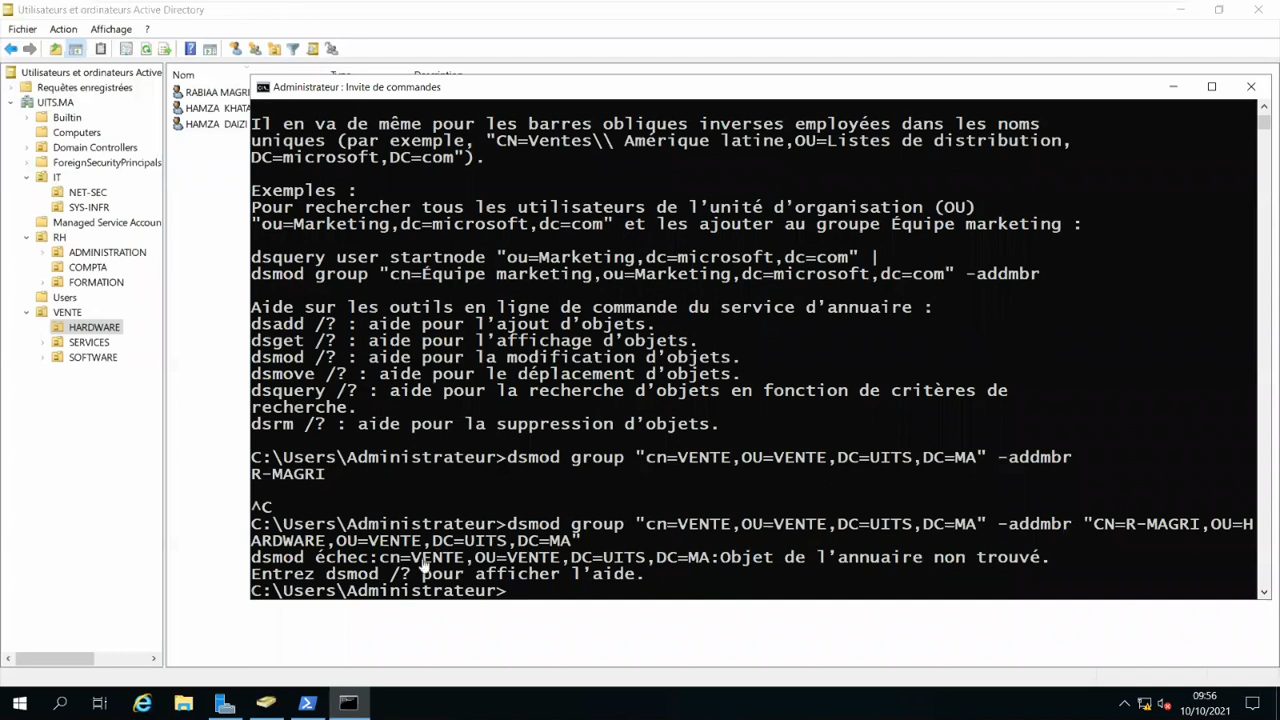 Utilisateurs et ordinateurs Active Directory
Fichier Action Affichage ?
Utilisateurs et ordinateurs Active
Requêtes enregistrées
UITS.MA
Builtin
Computers
Domain Controllers
ForeignSecurityPrincipals
IT
NET-SEC
SYS-INFR
Managed Service Accoun
RH
ADMINISTRATION
COMPTA
FORMATION
Users
VENTE
HARDWARE
SERVICES
SOFTWARE
Nom Type Description
RABIAA MAGRI
HAMZA KHATA
HAMZA DAIZI
Administrateur : Invite de commandes
Il en va de même pour les barres obliques inverses employées dans les noms
uniques (par exemple, "CN=Ventes\\ Amérique latine,OU=Listes de distribution,
DC=microsoft,DC=com").
Exemples :
Pour rechercher tous les utilisateurs de l'unité d'organisation (OU)
"ou=Marketing,dc=microsoft,dc=com" et les ajouter au groupe Équipe marketing :
dsquery user startnode "ou=Marketing,dc=microsoft,dc=com" |
dsmod group "cn=Équipe marketing,ou=Marketing,dc=microsoft,dc=com" -addmbr
Aide sur les outils en ligne de commande du service d'annuaire :
dsadd /? : aide pour l'ajout d'objets.
dsget /? : aide pour l'affichage d'objets.
dsmod /? : aide pour la modification d'objets.
dsmove /? : aide pour le déplacement d'objets.
dsquery /? : aide pour la recherche d'objets en fonction de critères de
recherche.
dsrm /? : aide pour la suppression d'objets.
C:\Users\Administrateur>dsmod group "cn=VENTE,OU=VENTE,DC=UITS,DC=MA" -addmbr
R-MAGRI
^C
C:\Users\Administrateur>dsmod group "cn=VENTE,OU=VENTE,DC=UITS,DC=MA" -addmbr "CN=R-MAGRI,OU=H
ARDWARE,OU=VENTE,DC=UITS,DC=MA"
dsmod échec:cn=VENTE,OU=VENTE,DC=UITS,DC=MA:Objet de l'annuaire non trouvé.
Entrez dsmod /? pour afficher l'aide.
C:\Users\Administrateur>
09:56
10/10/2021